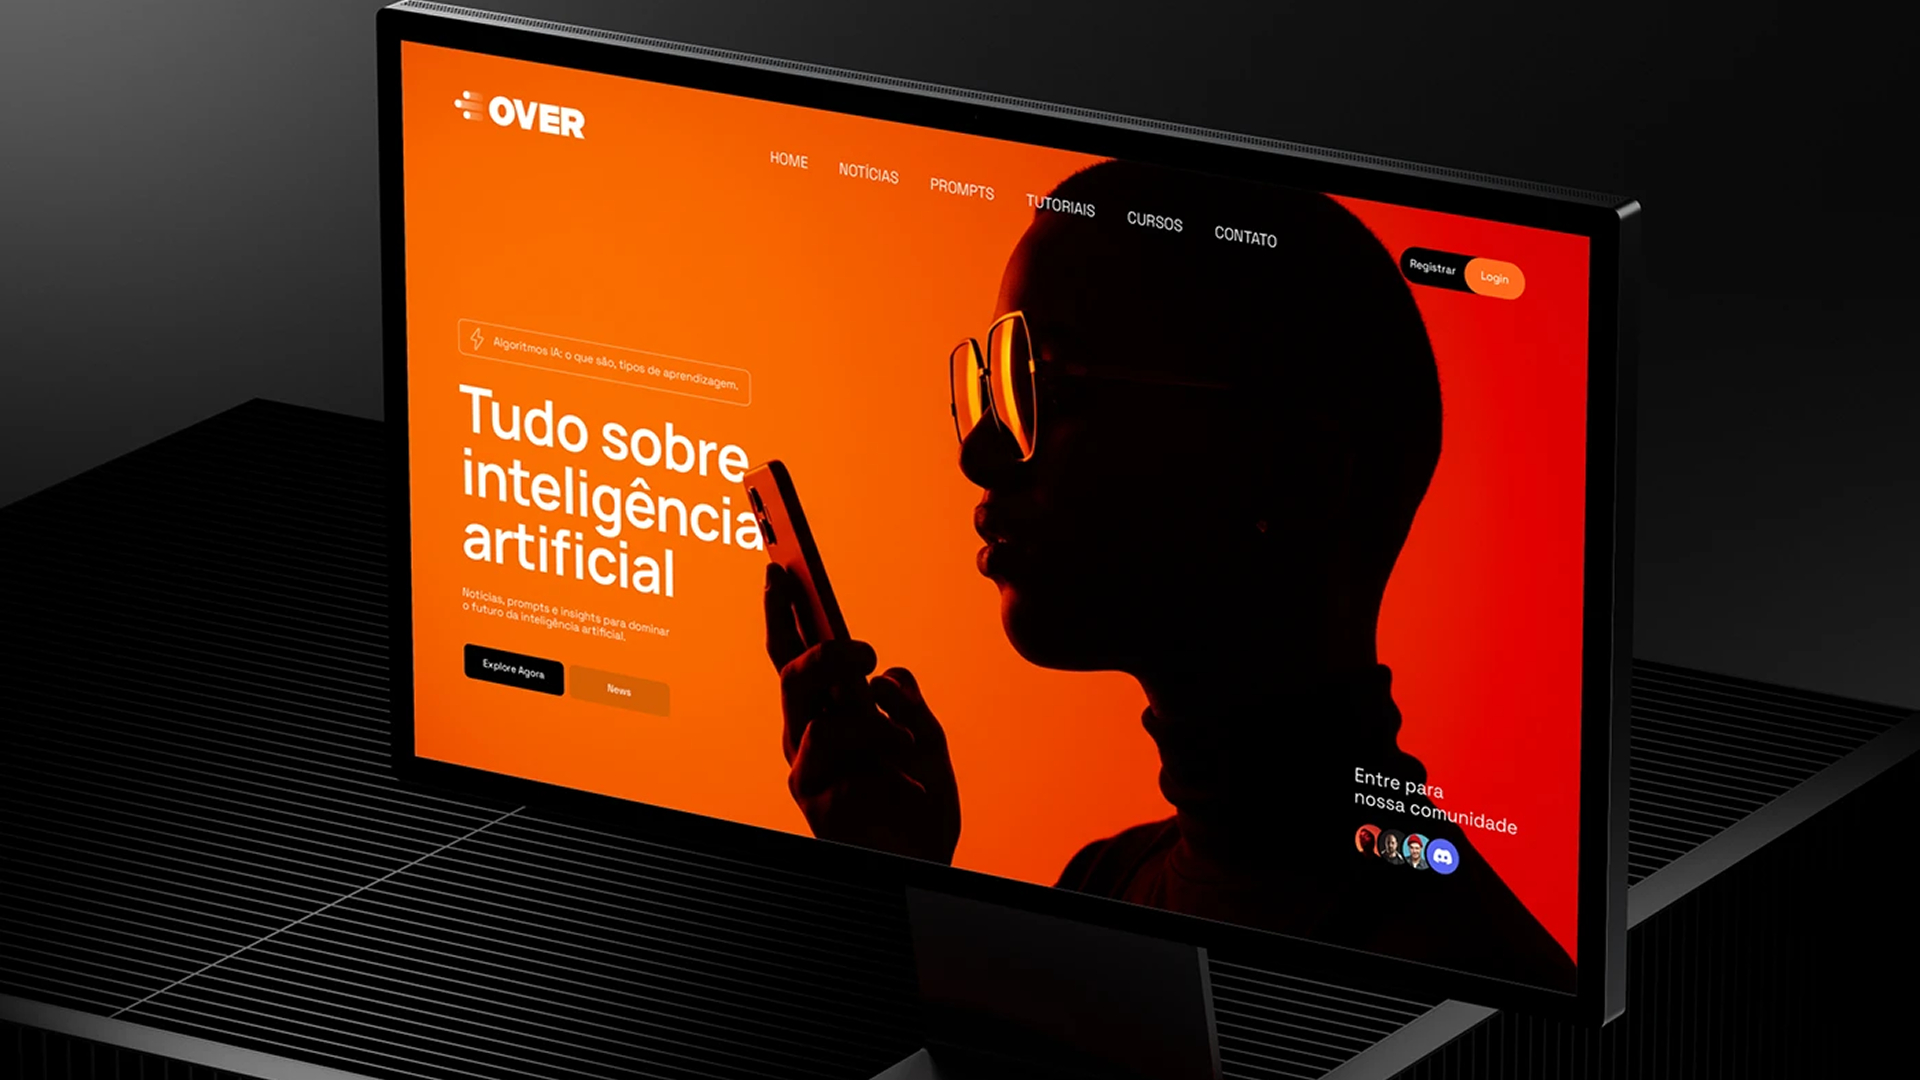 OVER
HOME NOTÍCIAS PROMPTS TUTORIAIS CURSOS CONTATO
Registrar Login
Algoritmos IA: o que são, tipos de aprendizagem.
Tudo sobre
inteligência
artificial
Notícias, prompts e insights para dominar
o futuro da inteligência artificial.
Explore Agora News
Entre para
nossa comunidade